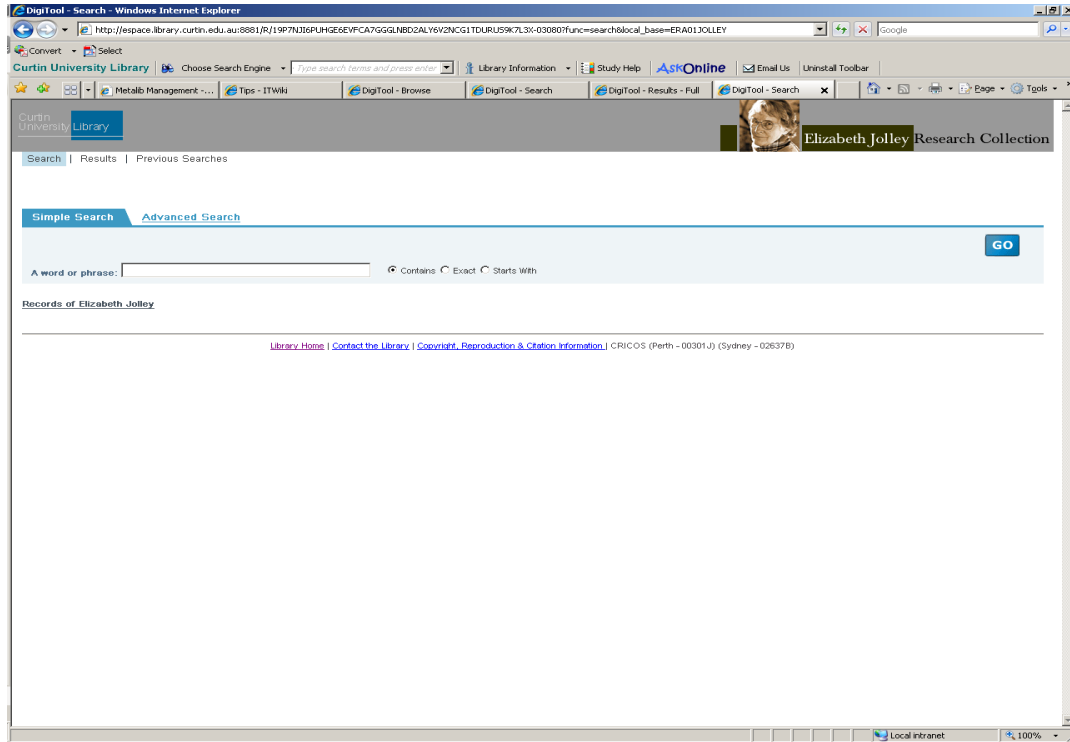 DigiTool - Search - Windows Internet Explorer
http://espace.library.curtin.edu.au:8881/R/19P7NJI6PUHGE6EVFCA7GGGLNBD2ALY6V2NCG1TDURUS9K7L3X-03080?func=search&local_base=ERA01JOLLEY Google
Convert Select
Curtin University Library Choose Search Engine Type search terms and press enter Library Information Study Help AskOnline Email Us Uninstall Toolbar
Metalib Management -... Tips - ITWiki DigiTool - Browse DigiTool - Search DigiTool - Results - Full DigiTool - Search Page Tools
Curtin
University Library
Elizabeth Jolley Research Collection
Search | Results | Previous Searches
Simple Search Advanced Search
GO
A word or phrase: Contains Exact Starts With
Records of Elizabeth Jolley
Library Home | Contact the Library | Copyright, Reproduction & Citation Information | CRICOS (Perth - 00301J) (Sydney - 02637B)
Local intranet 100%